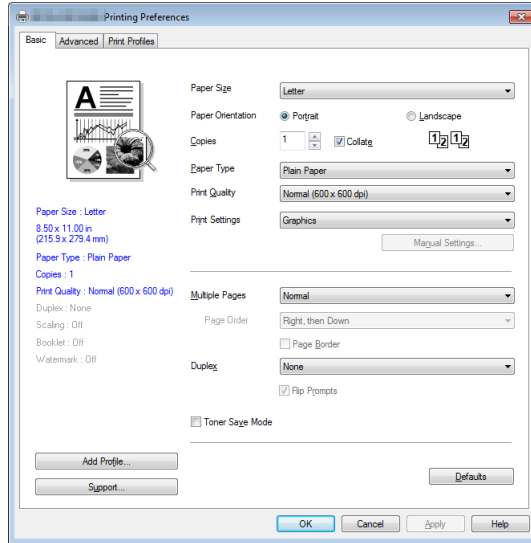 Printing Preferences
Basic
Advanced
Print Profiles
A
Paper Size
Letter
Paper Orientation
Portrait
Landscape
Copies
1
Collate
1 2 1 2
Paper Type
Plain Paper
Print Quality
Normal (600 x 600 dpi)
Print Settings
Graphics
Manual Settings...
Paper Size : Letter
8.50 x 11.00 in
(215.9 x 279.4 mm)
Paper Type : Plain Paper
Copies : 1
Print Quality : Normal (600 x 600 dpi)
Duplex : None
Scaling : Off
Booklet : Off
Watermark : Off
Multiple Pages
Normal
Page Order
Right, then Down
Page Border
Duplex
None
Flip Prompts
Toner Save Mode
Add Profile...
Support...
Defaults
OK
Cancel
Apply
Help